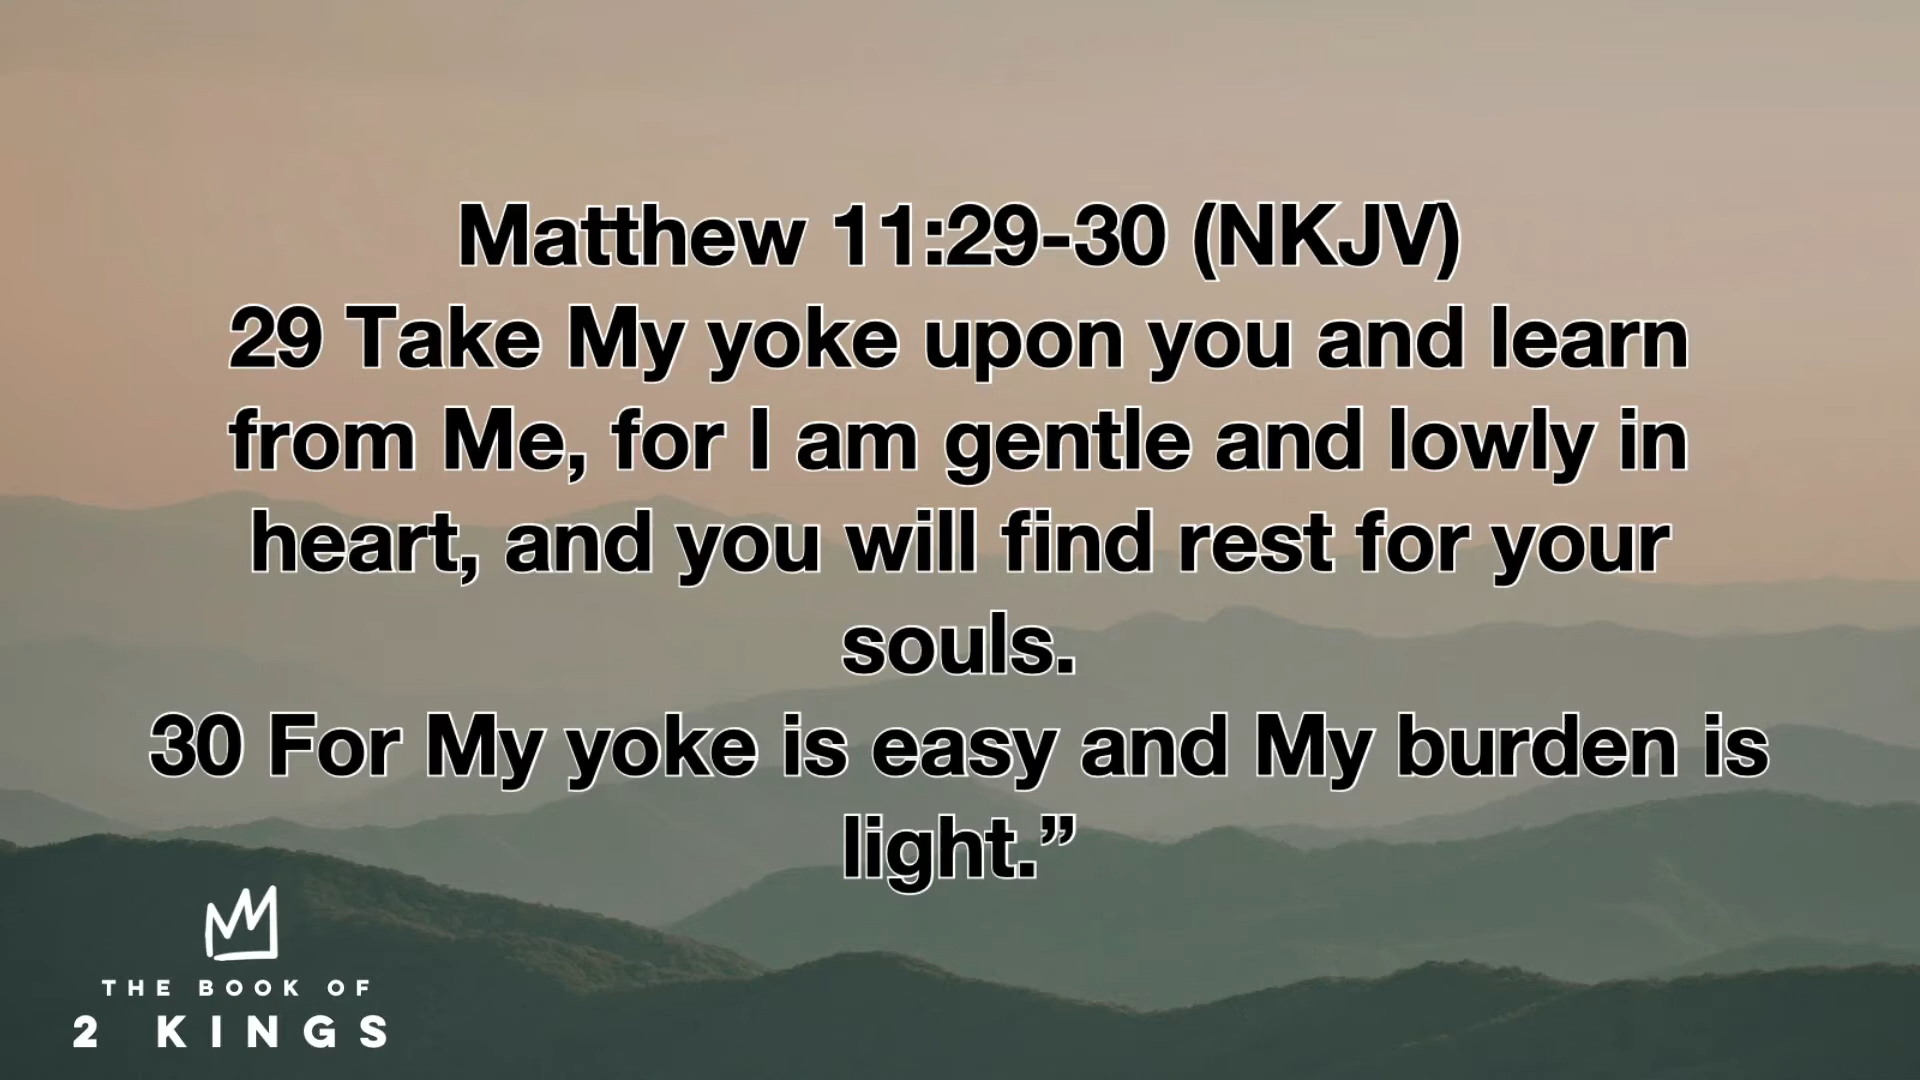 Matthew 11:29-30 (NKJV)
29 Take My yoke upon you and learn
from Me, for I am gentle and lowly in
heart, and you will find rest for your
souls.
30 For My yoke is easy and My burden is
light.”
THE BOOK OF
2 KINGS